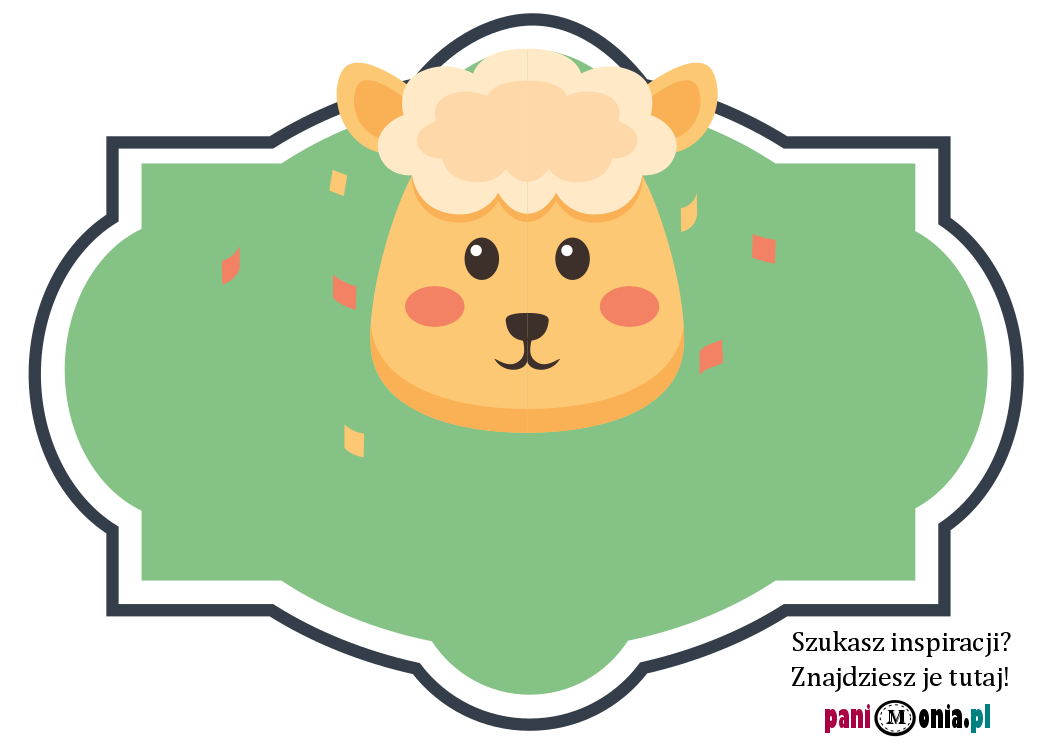 Szukasz inspiracji?
Znajdziesz je tutaj!
paniMonia.pl